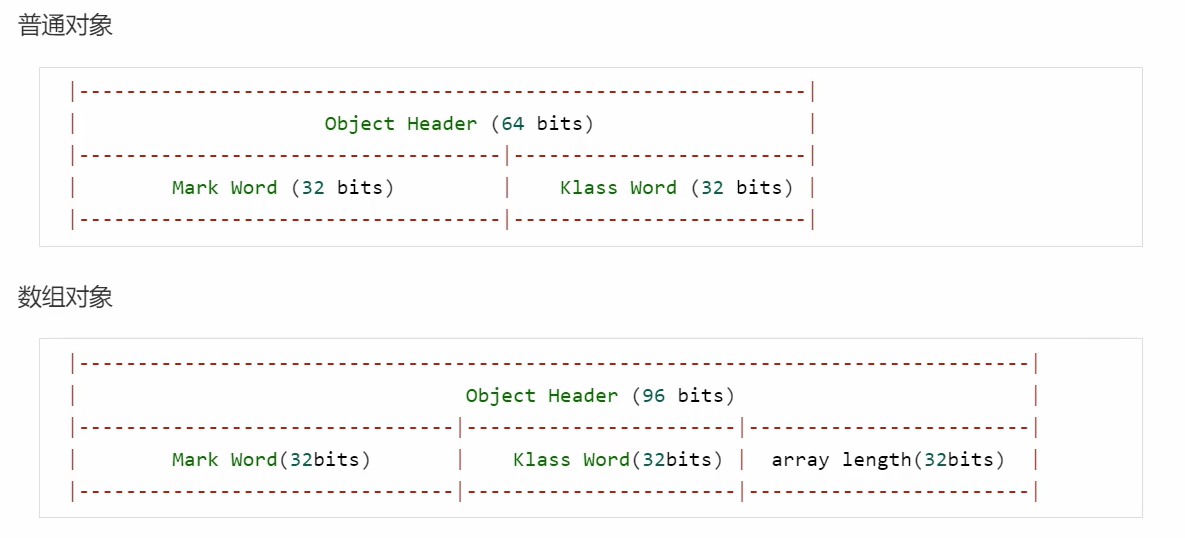 普通对象
|--------------------------------------------------------------|
| Object Header (64 bits) |
|------------------------------------|-------------------------|
| Mark Word (32 bits) | Klass Word (32 bits) |
|------------------------------------|-------------------------|
数组对象
|---------------------------------------------------------------------------------|
| Object Header (96 bits) |
|--------------------------------|-----------------------|------------------------|
| Mark Word(32bits) | Klass Word(32bits) | array length(32bits) |
|--------------------------------|-----------------------|------------------------|